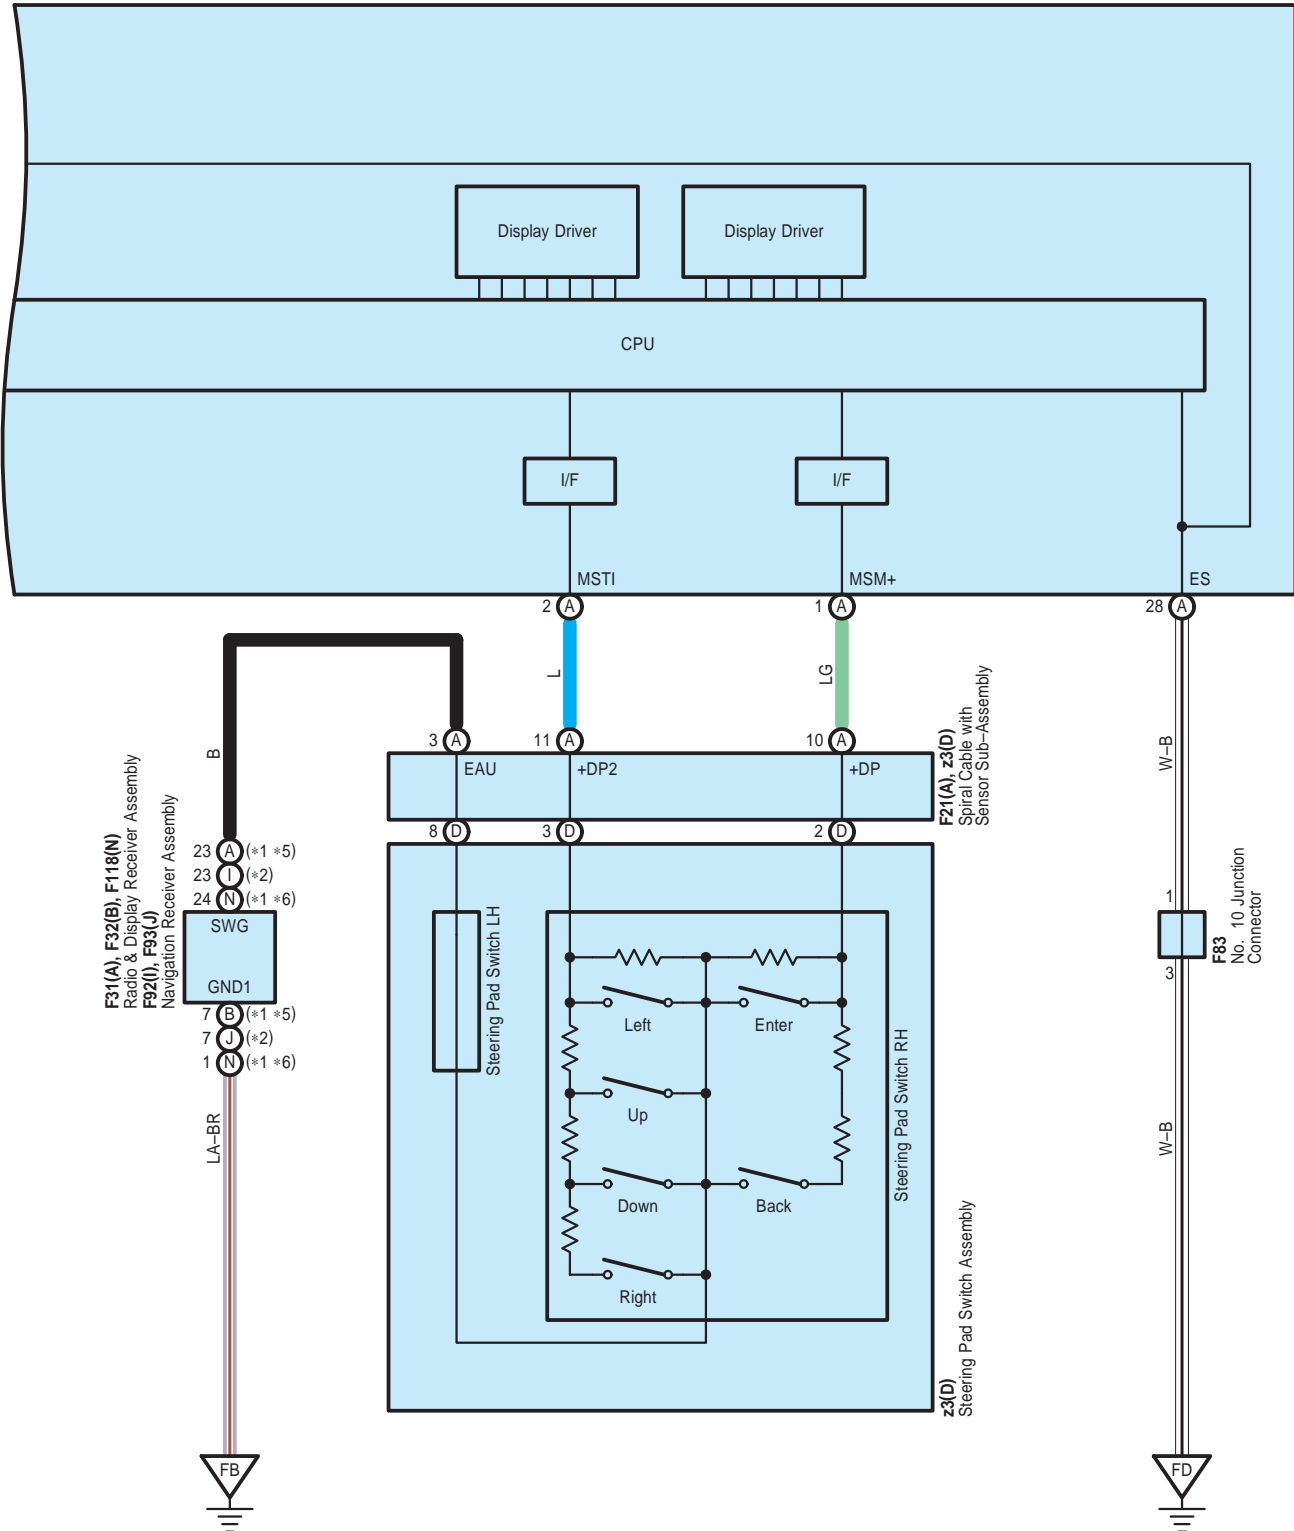 Display Driver
Display Driver
CPU
I/F
I/F
MSTI
MSM+
ES
2 A
1 A
28 A
B
L
LG
W–B
3 A
11 A
10 A
EAU
+DP2
+DP
F21(A), z3(D)
Spiral Cable with
Sensor Sub–Assembly
8 D
3 D
2 D
F31(A), F32(B), F118(N)
Radio & Display Receiver Assembly
F92(I), F93(J)
Navigation Receiver Assembly
23 A (∗1 ∗5)
23 I (∗2)
24 N (∗1 ∗6)
SWG
GND1
7 B (∗1 ∗5)
7 J (∗2)
1 N (∗1 ∗6)
LA–BR
Steering Pad Switch LH
Left
Enter
Up
Down
Back
Right
Steering Pad Switch RH
z3(D)
Steering Pad Switch Assembly
1
3
F83
No. 10 Junction
Connector
W–B
FB
FD